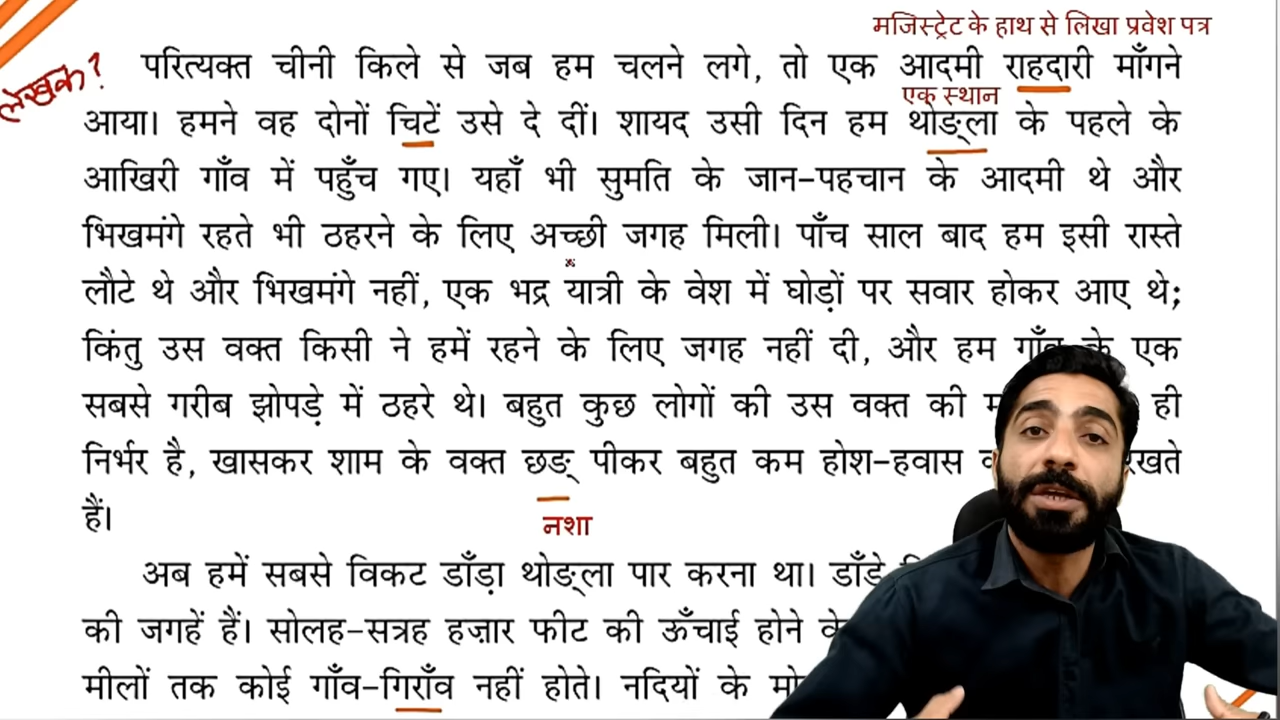 मजिस्ट्रेट के हाथ से लिखा प्रवेश पत्र
लेखक?
परित्यक्त चीनी किले से जब हम चलने लगे, तो एक आदमी राहदारी माँगने
एक स्थान
आया। हमने वह दोनों चिटें उसे दे दीं। शायद उसी दिन हम थोङ्ला के पहले के
आखिरी गाँव में पहुँच गए। यहाँ भी सुमति के जान-पहचान के आदमी थे और
भिखमंगे रहते भी ठहरने के लिए अच्छी जगह मिली। पाँच साल बाद हम इसी रास्ते
लौटे थे और भिखमंगे नहीं, एक भद्र यात्री के वेश में घोड़ों पर सवार होकर आए थे;
किंतु उस वक्त किसी ने हमें रहने के लिए जगह नहीं दी, और हम गाँव के एक
सबसे गरीब झोपड़े में ठहरे थे। बहुत कुछ लोगों की उस वक्त की ही
निर्भर है, खासकर शाम के वक्त छङ् पीकर बहुत कम होश-हवास
हैं।
नशा
अब हमें सबसे विकट डाँड़ा थोङ्ला पार करना था। डाँडे
की जगहें हैं। सोलह-सत्रह हज़ार फीट की ऊँचाई होने
मीलों तक कोई गाँव-गिराँव नहीं होते। नदियों के